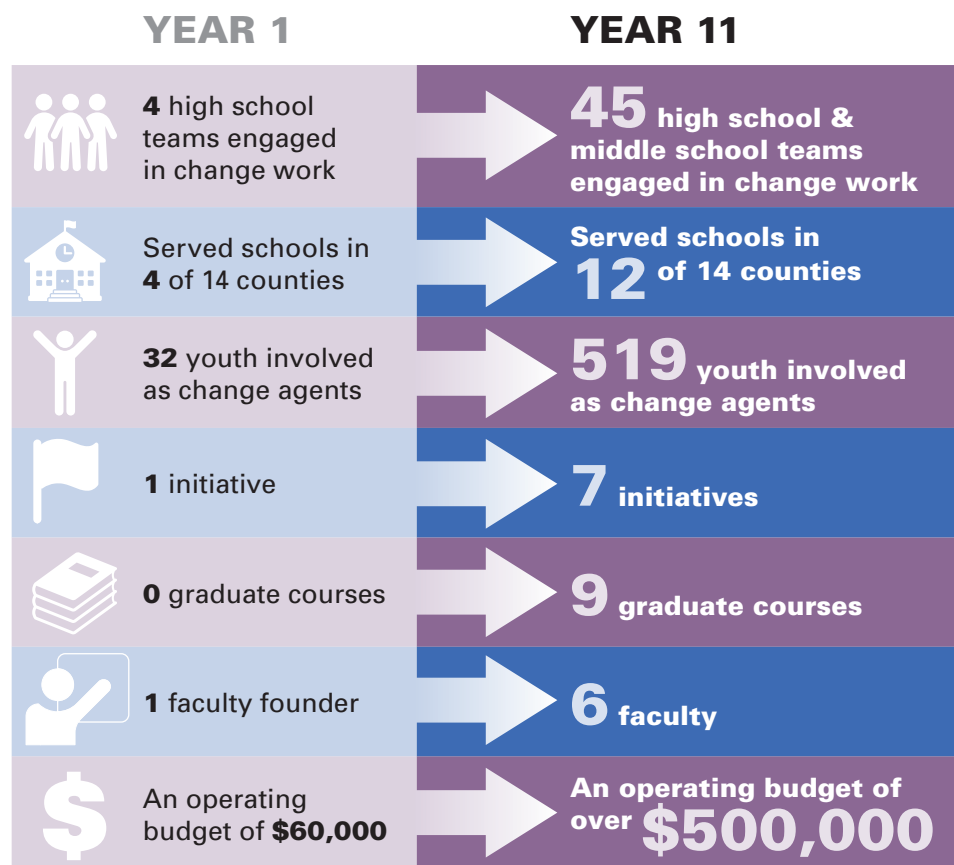 YEAR 1
YEAR 11
4 high school
teams engaged
in change work
45 high school &
middle school teams
engaged in change work
Served schools in
4 of 14 counties
Served schools in
12 of 14 counties
32 youth involved
as change agents
519 youth involved
as change agents
1 initiative
7 initiatives
0 graduate courses
9 graduate courses
1 faculty founder
6 faculty
An operating
budget of $60,000
An operating budget of
over $500,000